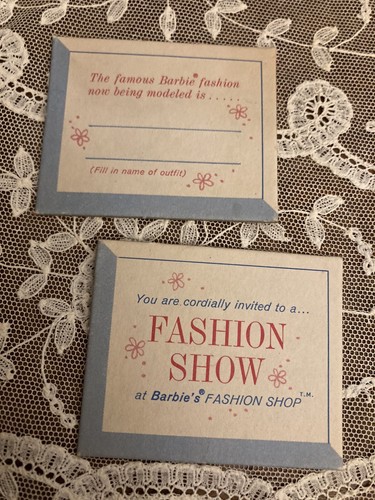 The famous Barbie® fashion
now being modeled is . . . . .
(Fill in name of outfit)
You are cordially invited to a...
FASHION
SHOW
at Barbie's® FASHION SHOP T.M.